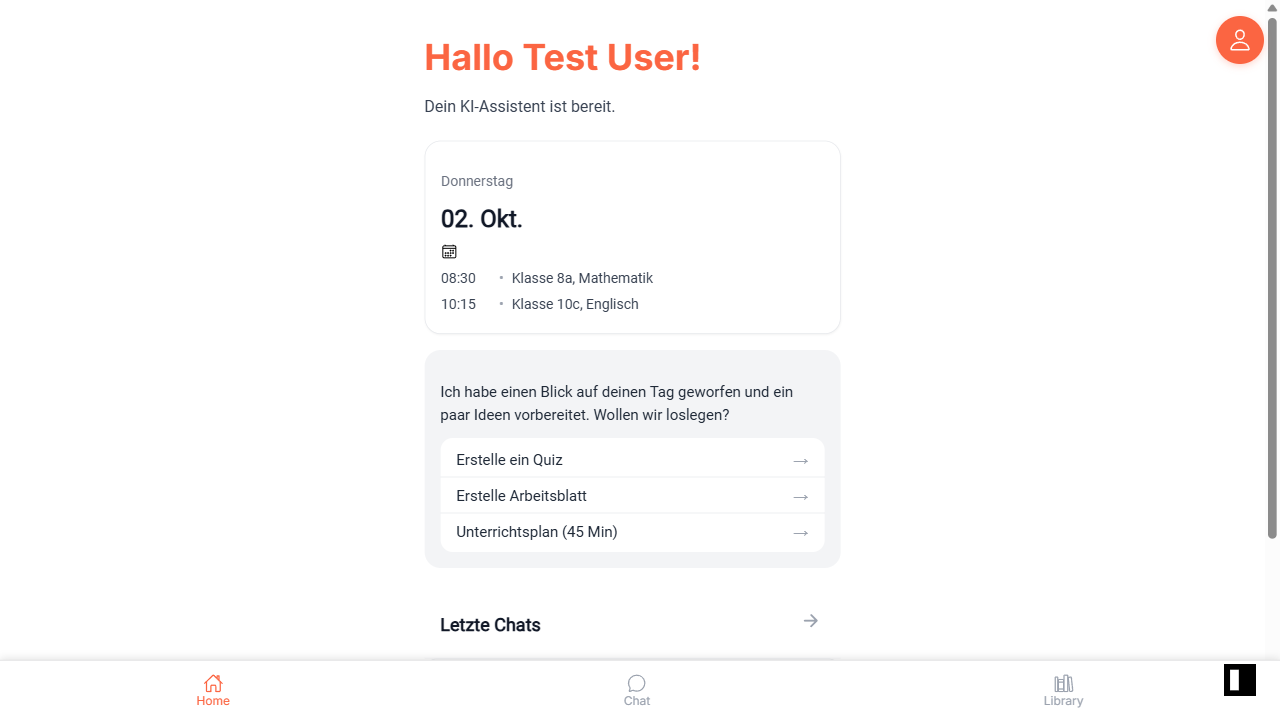 Hallo Test User!
Dein KI-Assistent ist bereit.
Donnerstag
02. Okt.
08:30 • Klasse 8a, Mathematik
10:15 • Klasse 10c, Englisch
Ich habe einen Blick auf deinen Tag geworfen und ein
paar Ideen vorbereitet. Wollen wir loslegen?
Erstelle ein Quiz →
Erstelle Arbeitsblatt →
Unterrichtsplan (45 Min) →
Letzte Chats →
Home Chat Library